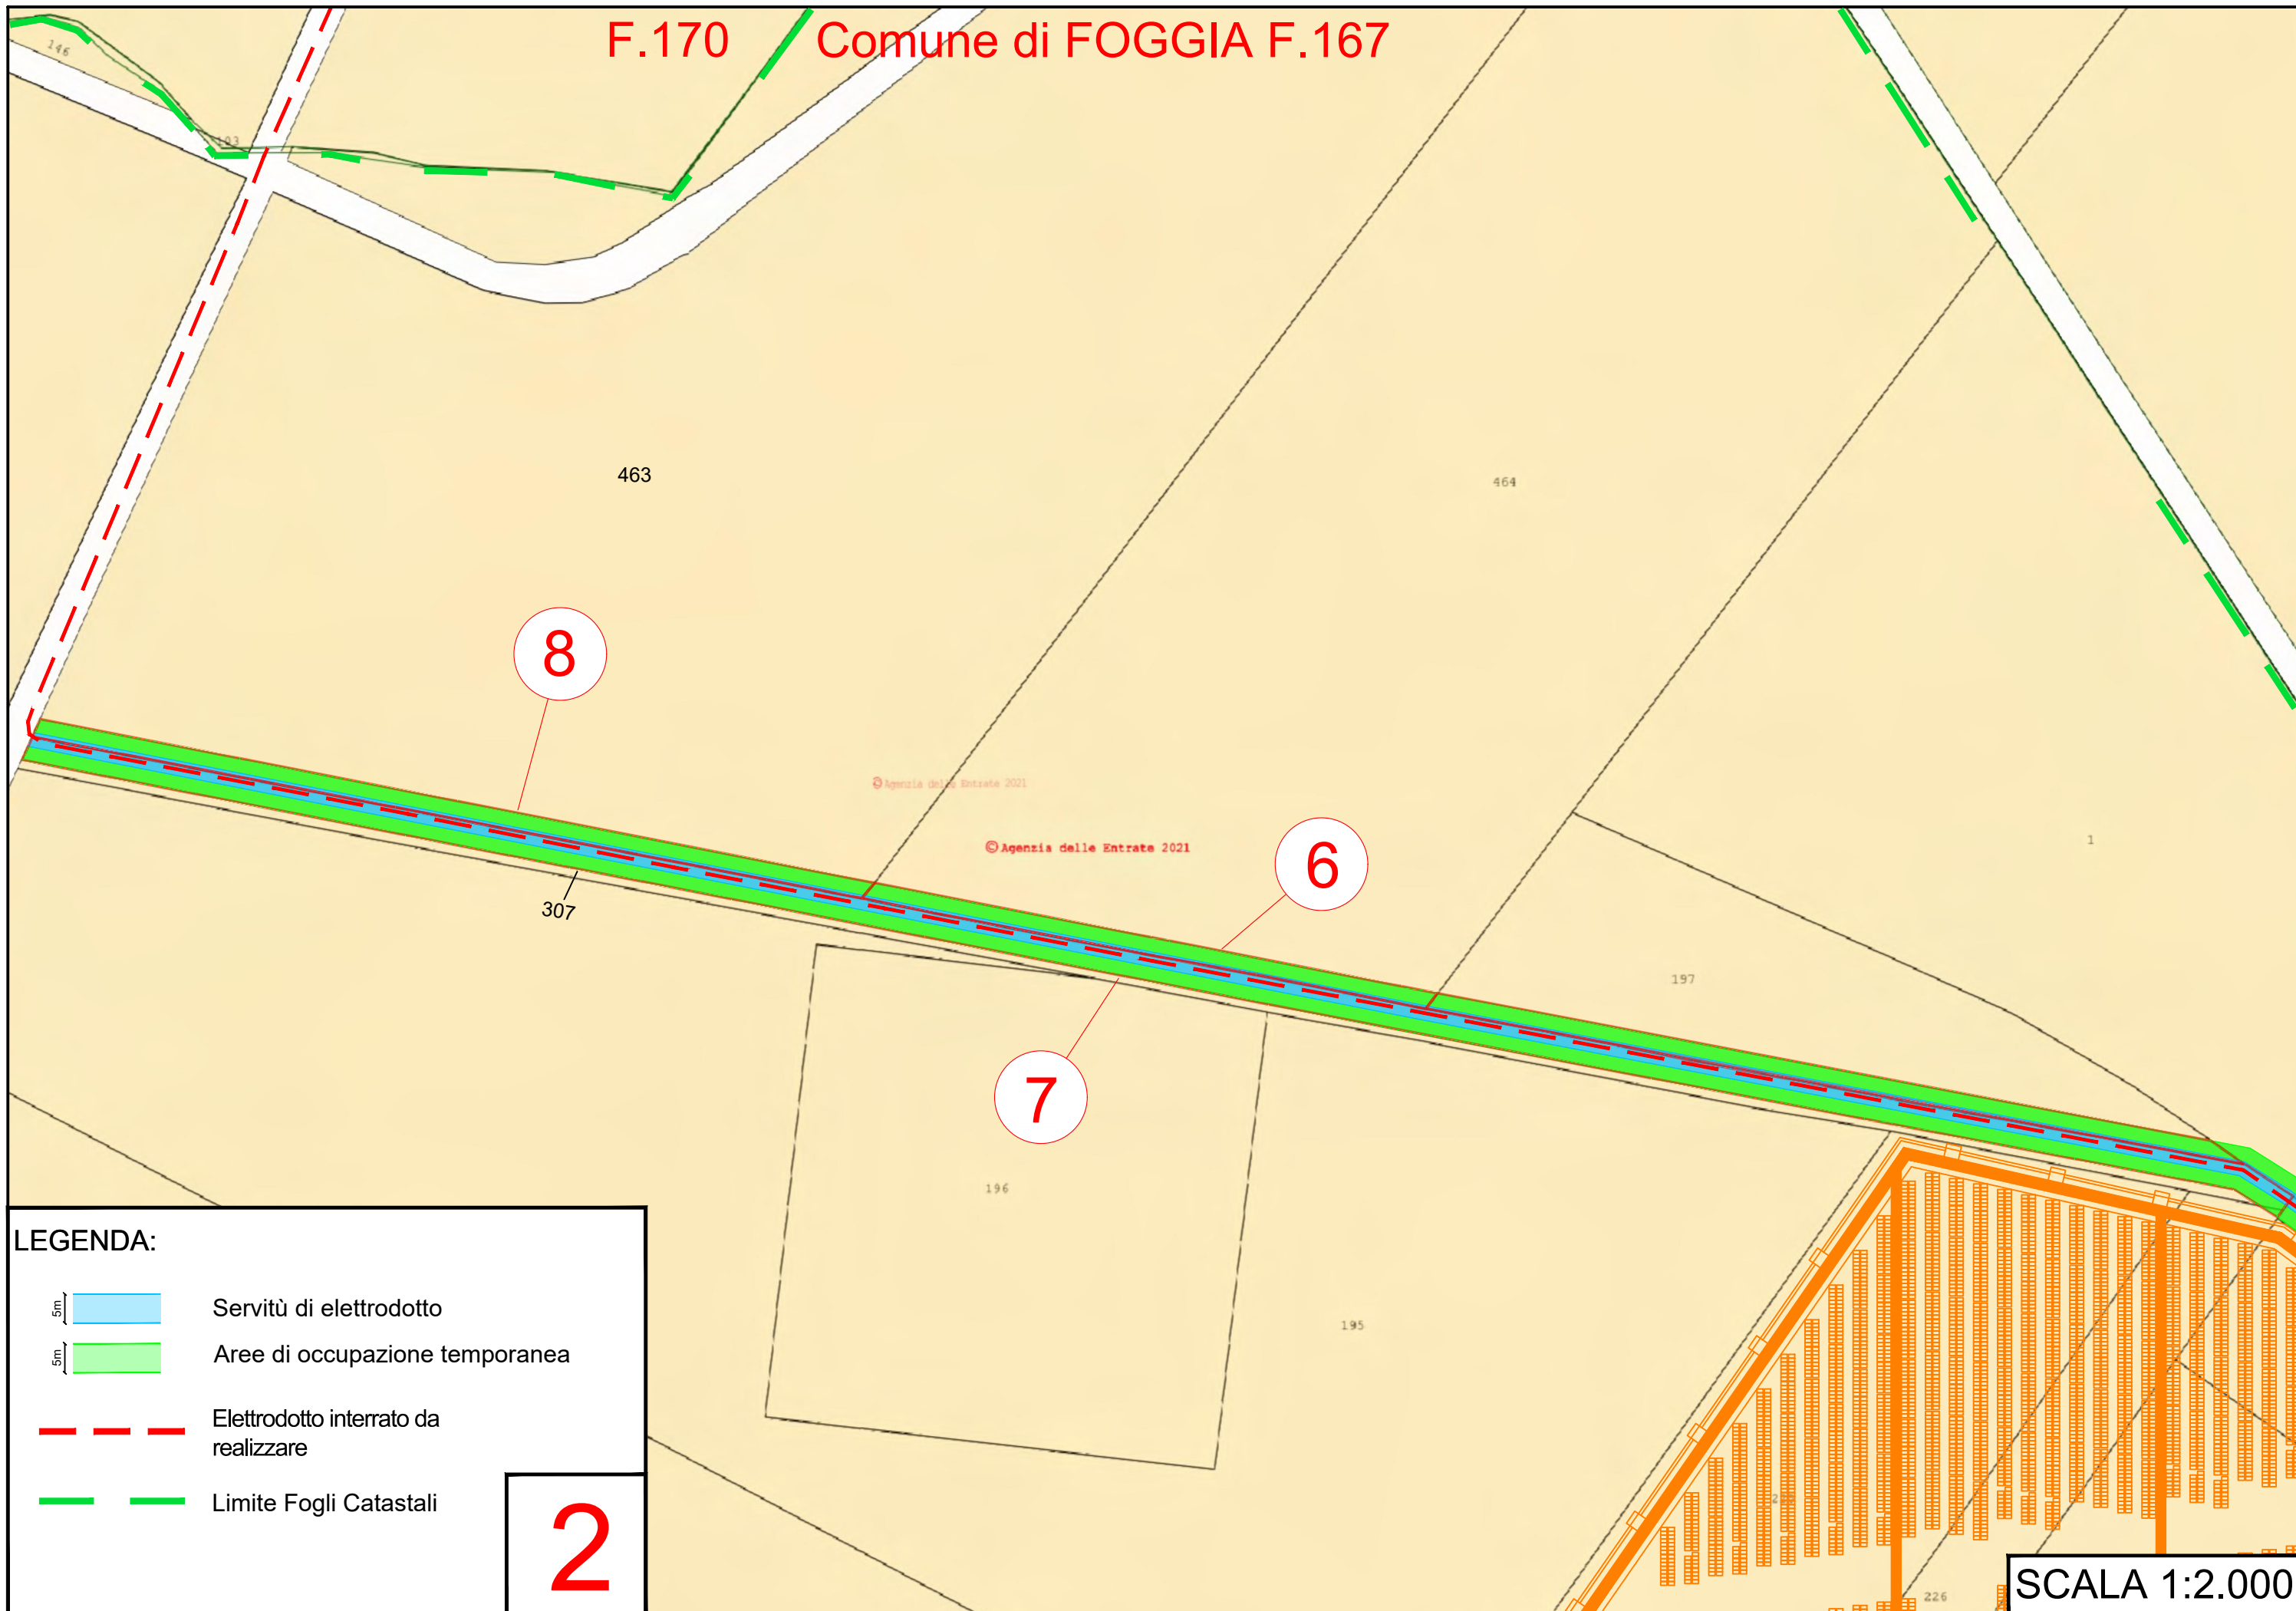 F.170 Comune di FOGGIA F.167
146
193
463
464
8
© Agenzia delle Entrate 2021
© Agenzia delle Entrate 2021
6
1
307
197
7
196
195
226
LEGENDA:
5m Servitù di elettrodotto
5m Aree di occupazione temporanea
Elettrodotto interrato da
realizzare
Limite Fogli Catastali
2
SCALA 1:2.000